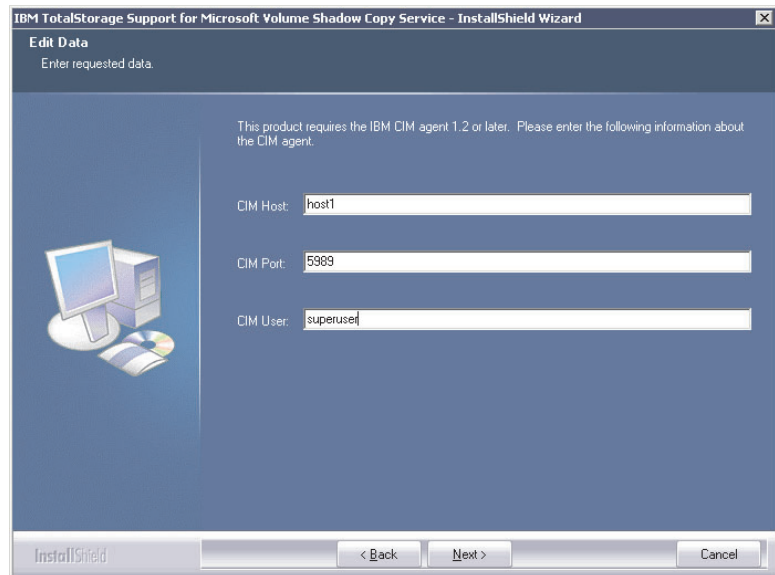 IBM TotalStorage Support for Microsoft Volume Shadow Copy Service - InstallShield Wizard
Edit Data
Enter requested data.
This product requires the IBM CIM agent 1.2 or later. Please enter the following information about
the CIM agent.
CIM Host: host1
CIM Port: 5989
CIM User: superuser
InstallShield
< Back
Next >
Cancel